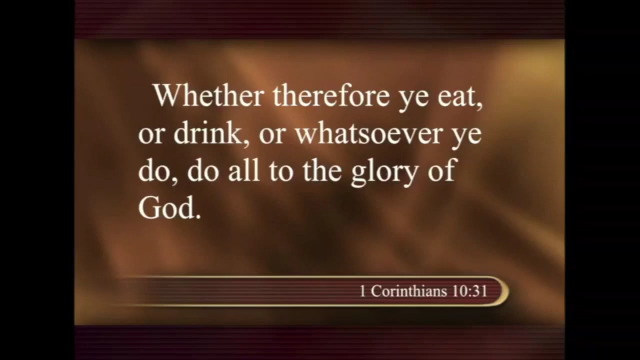 Whether therefore ye eat,
or drink, or whatsoever ye
do, do all to the glory of
God.
1 Corinthians 10:31